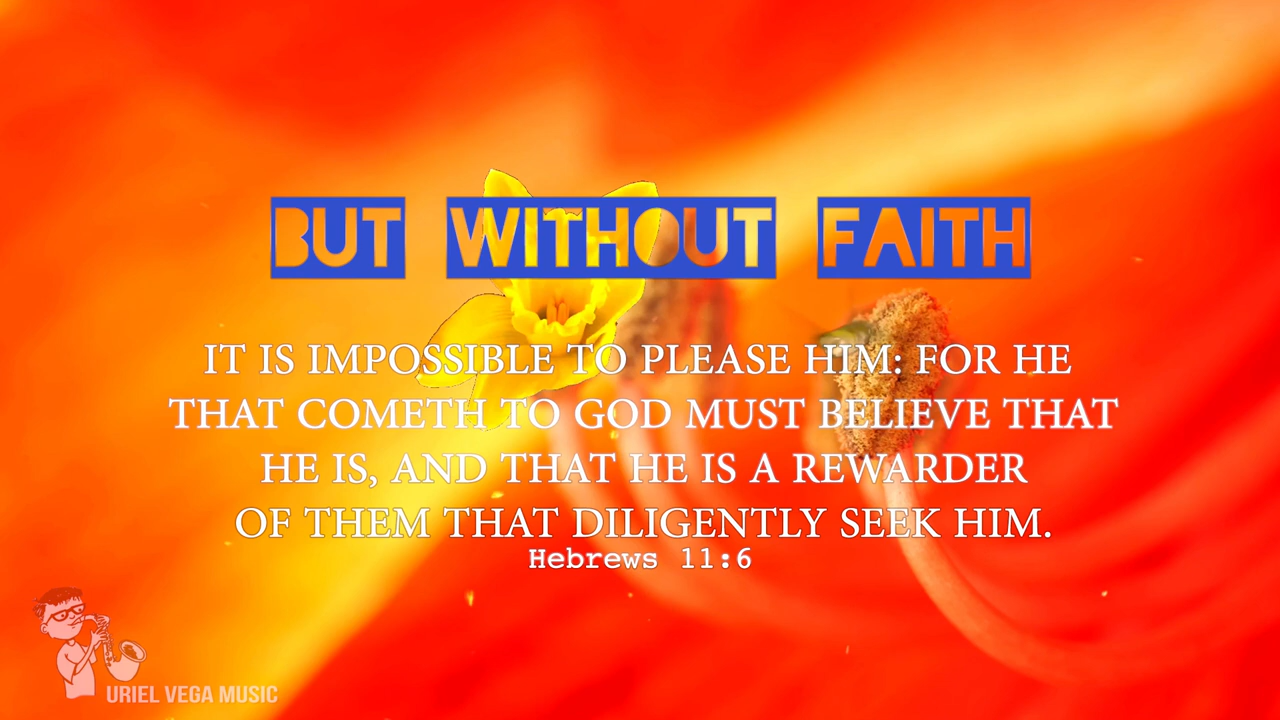 BUT WITHOUT FAITH
IT IS IMPOSSIBLE TO PLEASE HIM: FOR HE
THAT COMETH TO GOD MUST BELIEVE THAT
HE IS, AND THAT HE IS A REWARDER
OF THEM THAT DILIGENTLY SEEK HIM.
Hebrews 11:6
URIEL VEGA MUSIC